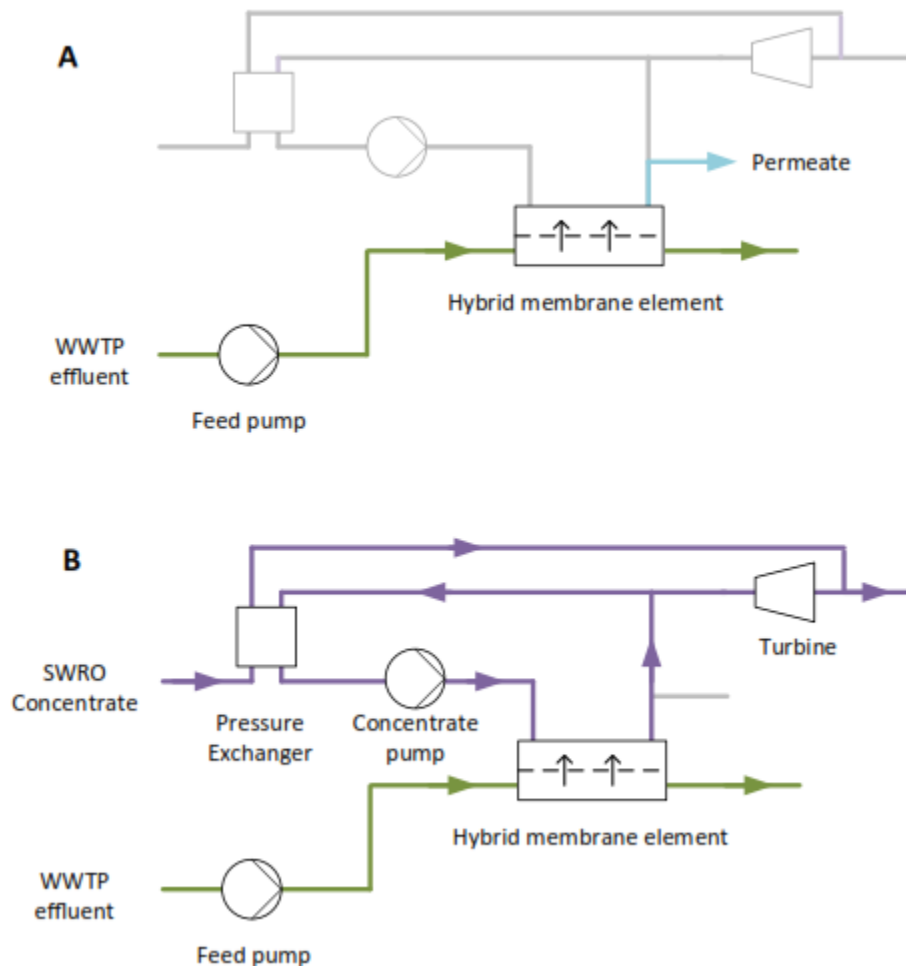 A
Permeate
Hybrid membrane element
WWTP
effluent
Feed pump
B
Turbine
SWRO
Concentrate
Pressure
Exchanger
Concentrate
pump
Hybrid membrane element
WWTP
effluent
Feed pump